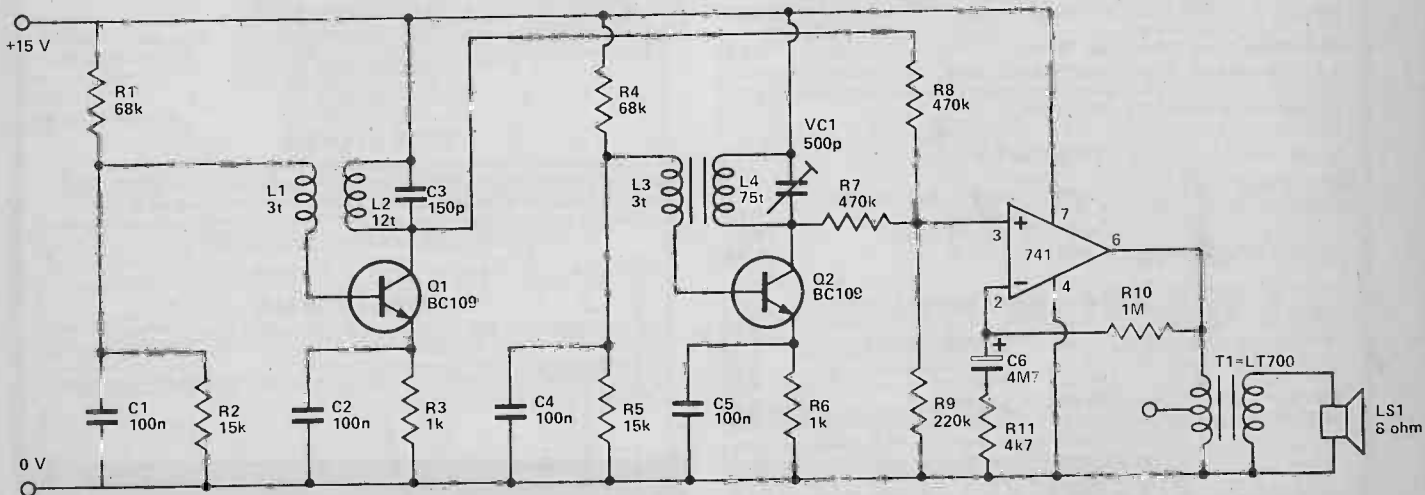 +15 V
R1
68k
L1
3t
L2
12t
C3
150p
Q1
BC109
C1
100n
R2
15k
C2
100n
R3
1k
0 V
R4
68k
L3
3t
L4
75t
VC1
500p
R7
470k
Q2
BC109
C4
100n
R5
15k
C5
100n
R6
1k
R8
470k
R9
220k
3
+
741
7
6
4
2
−
R10
1M
+
C6
4M7
R11
4k7
T1=LT700
LS1
8 ohm